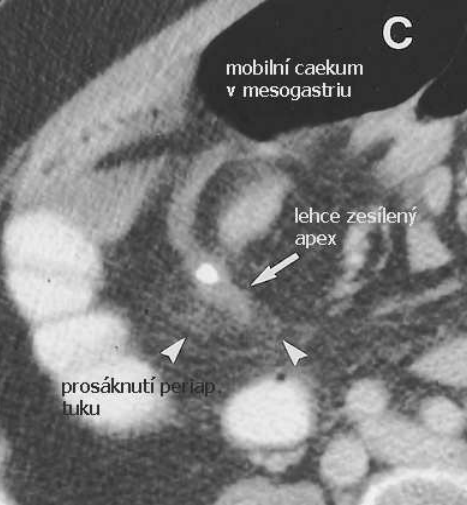 C
mobilní caekum
v mesogastriu
lehce zesílený
apex
prosáknutí periap.
tuku